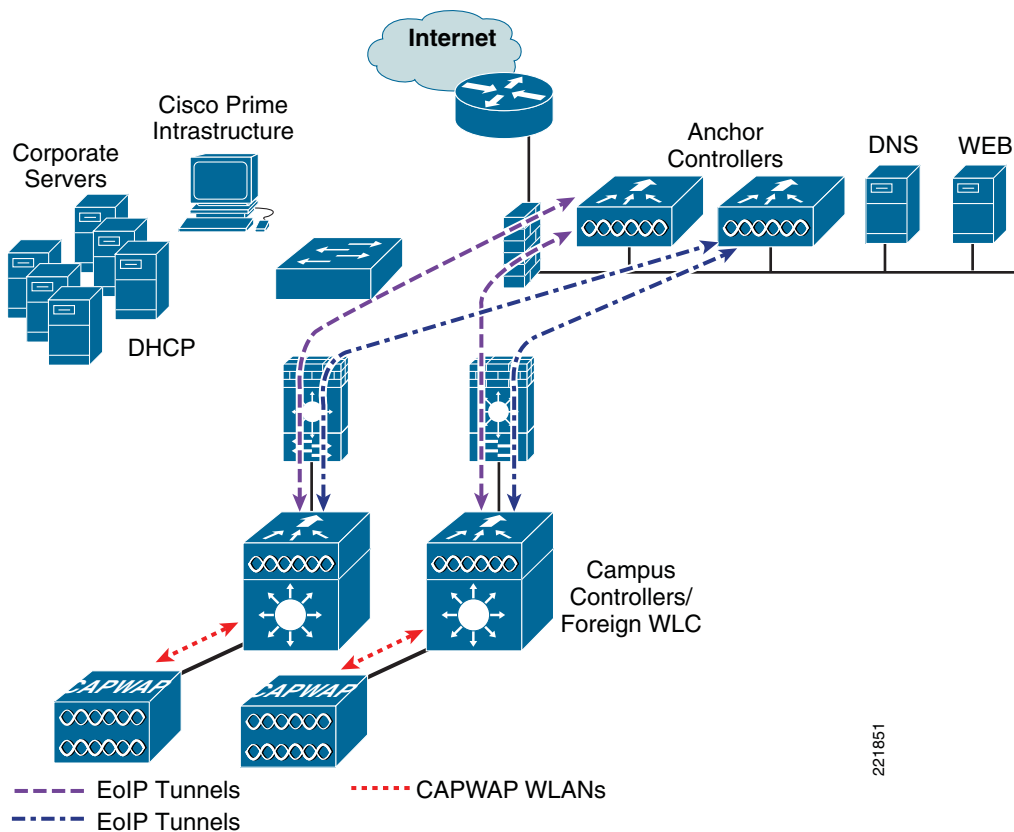 Internet
Cisco Prime
Intrastructure
Corporate
Servers
DHCP
Anchor
Controllers
DNS
WEB
Campus
Controllers/
Foreign WLC
CAPWAP
CAPWAP
EoIP Tunnels
CAPWAP WLANs
EoIP Tunnels
221851